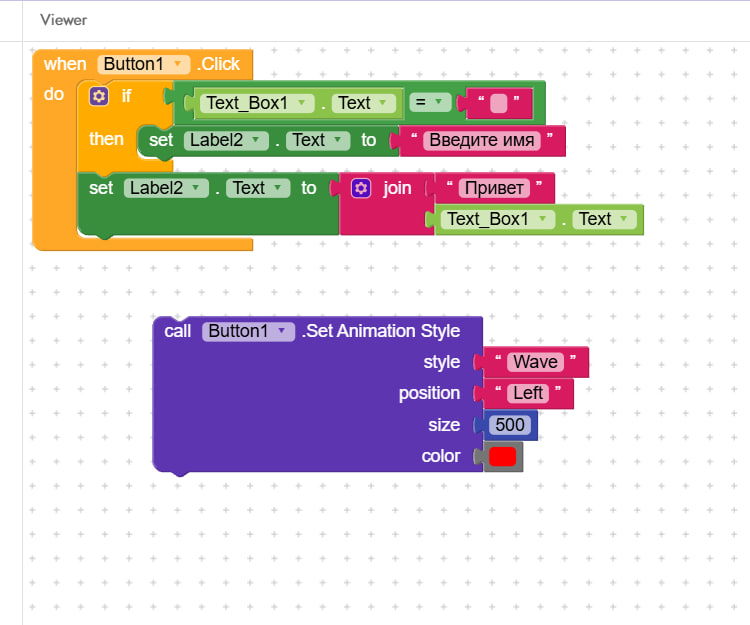 Viewer
when Button1 .Click
do if Text_Box1 . Text = “ ”
then set Label2 . Text to “ Введите имя ”
set Label2 . Text to join “ Привет ”
Text_Box1 . Text
call Button1 .Set Animation Style
style “ Wave ”
position “ Left ”
size 500
color